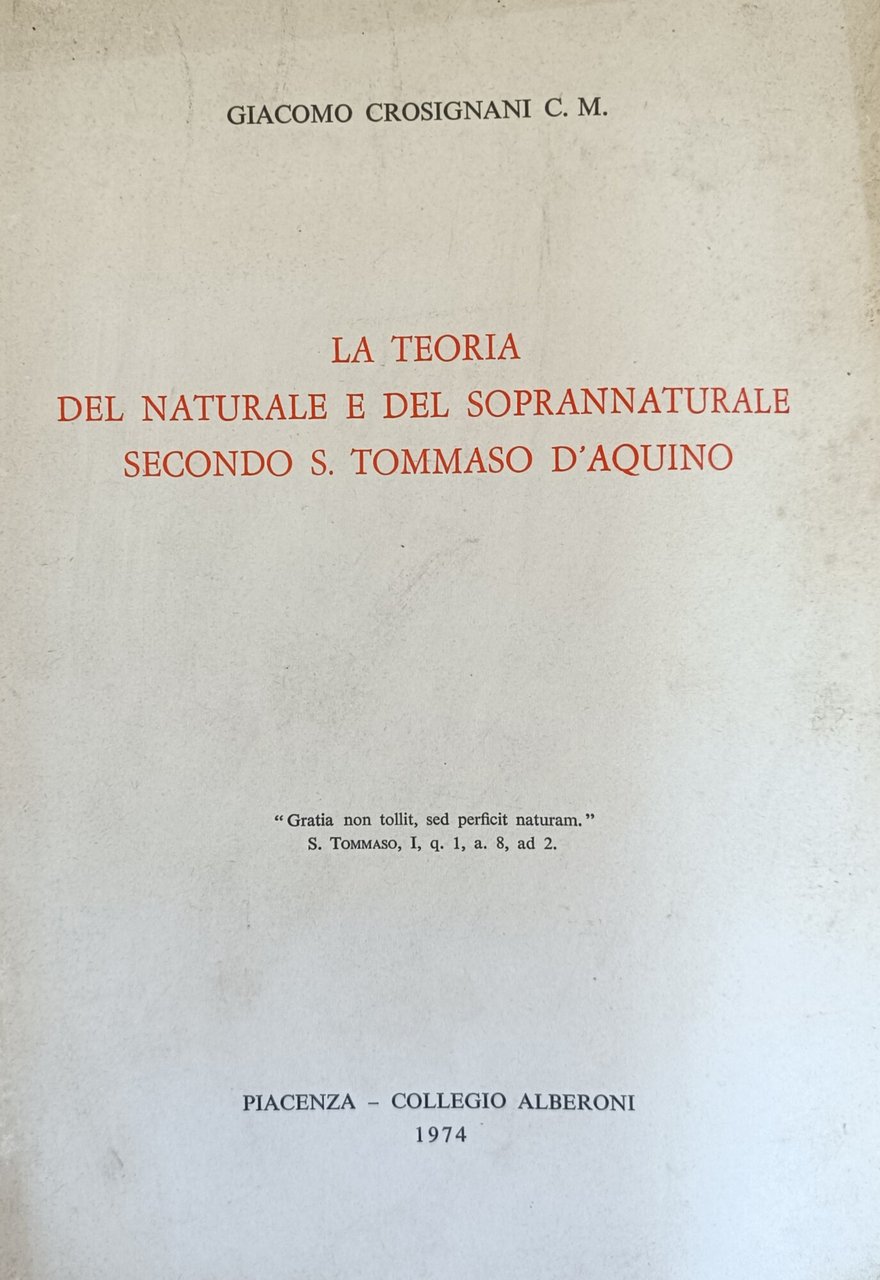 GIACOMO CROSIGNANI C. M.
LA TEORIA
DEL NATURALE E DEL SOPRANNATURALE
SECONDO S. TOMMASO D'AQUINO
“Gratia non tollit, sed perficit naturam.”
S. TOMMASO, I, q. 1, a. 8, ad 2.
PIACENZA – COLLEGIO ALBERONI
1974